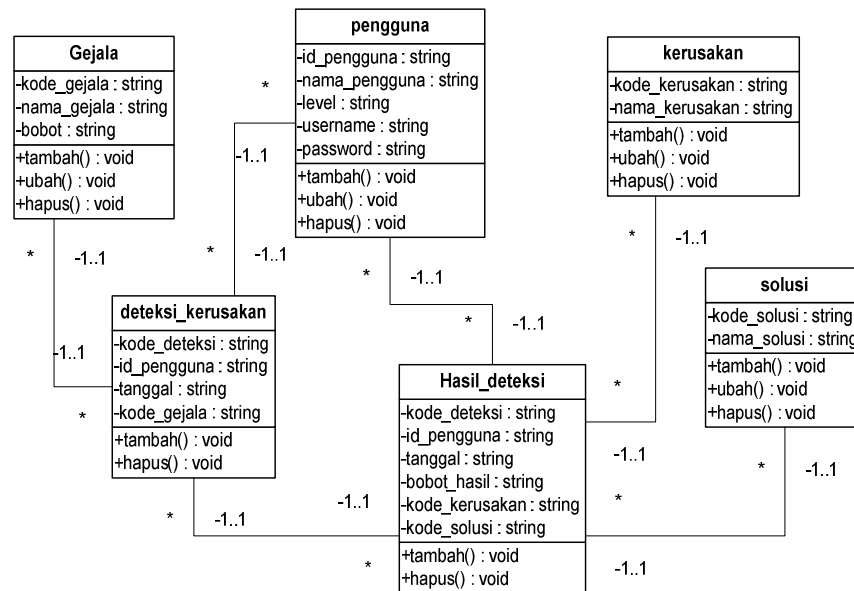 Gejala
-kode_gejala : string
-nama_gejala : string
-bobot : string
+tambah() : void
+ubah() : void
+hapus() : void
pengguna
-id_pengguna : string
-nama_pengguna : string
-level : string
-username : string
-password : string
+tambah() : void
+ubah() : void
+hapus() : void
kerusakan
-kode_kerusakan : string
-nama_kerusakan : string
+tambah() : void
+ubah() : void
+hapus() : void
*
-1..1
*
-1..1
*
-1..1
*
-1..1
*
-1..1
*
-1..1
solusi
-kode_solusi : string
-nama_solusi : string
+tambah() : void
+ubah() : void
+hapus() : void
deteksi_kerusakan
-kode_deteksi : string
-id_pengguna : string
-tanggal : string
-kode_gejala : string
+tambah() : void
+hapus() : void
*
-1..1
*
Hasil_deteksi
-kode_deteksi : string
-id_pengguna : string
-tanggal : string
-bobot_hasil : string
-kode_kerusakan : string
-kode_solusi : string
+tambah() : void
+hapus() : void
*
-1..1
*
-1..1
*
-1..1
-1..1
*
*
-1..1